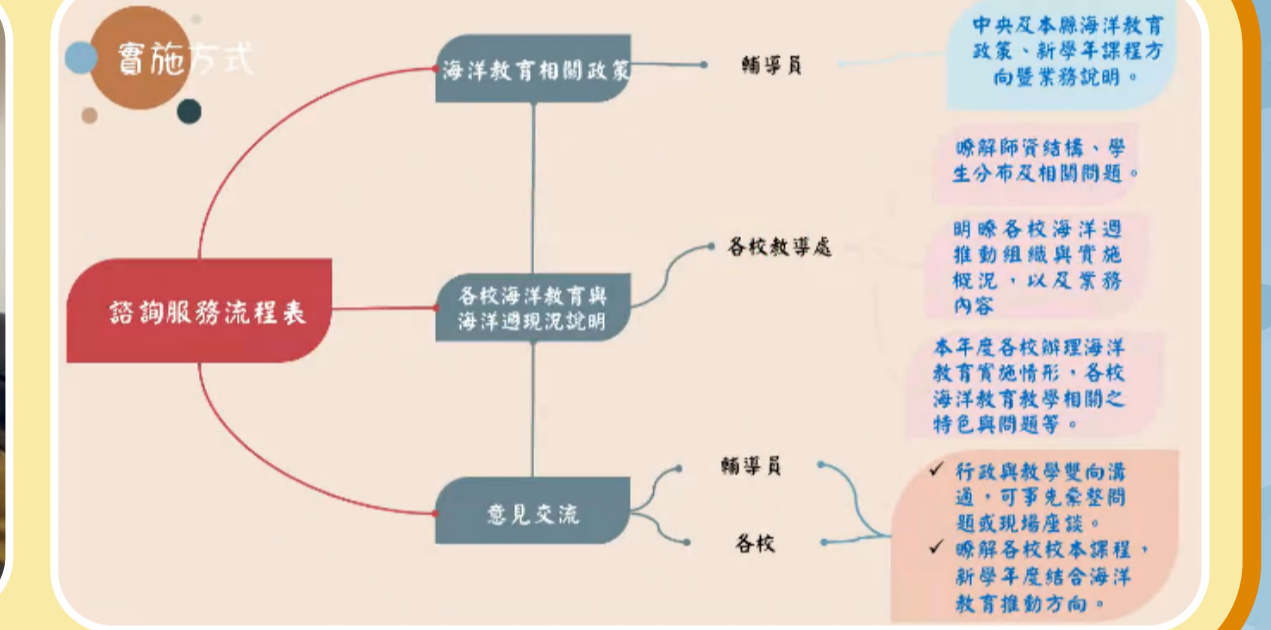 實施方式
海洋教育相關政策
輔導員
中央及本縣海洋教育
政策、新學年課程方
向暨業務說明。
諮詢服務流程表
各校海洋教育與
海洋週現況說明
各校教導處
瞭解師資結構、學
生分布及相關問題。
明瞭各校海洋週
推動組織與實施
概況，以及業務
內容
本年度各校辦理海洋
教育實施情形，各校
海洋教育教學相關之
特色與問題等。
意見交流
輔導員
各校
✓ 行政與教學雙向溝
通，可事先彙整問
題或現場座談。
✓ 瞭解各校校本課程，
新學年度結合海洋
教育推動方向。